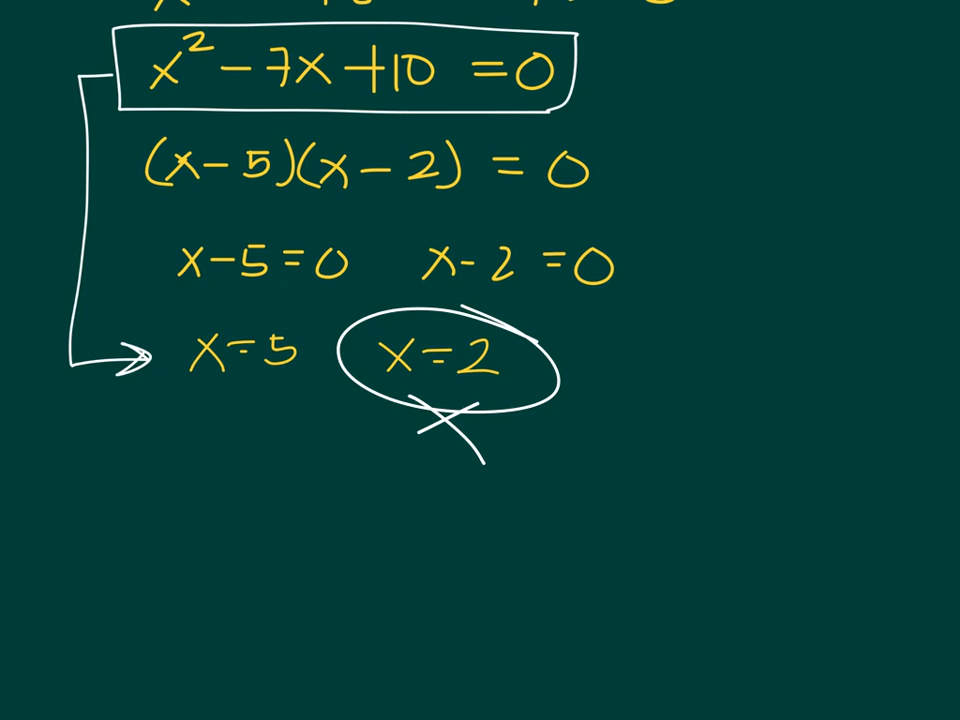 x² - 7x + 10 = 0
(x - 5)(x - 2) = 0
x - 5 = 0 x - 2 = 0
x = 5 x = 2